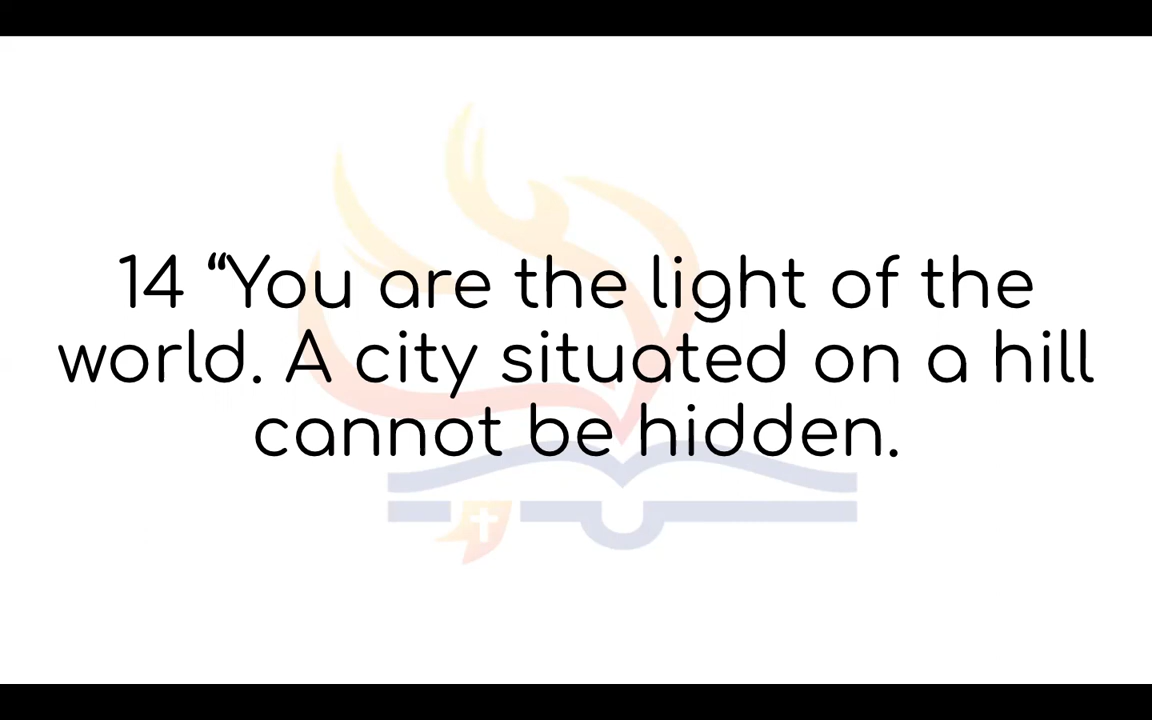 14 “You are the light of the
world. A city situated on a hill
cannot be hidden.